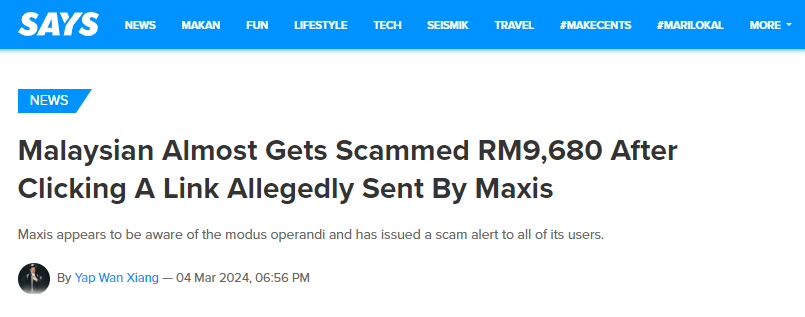 SAYS NEWS MAKAN FUN LIFESTYLE TECH SEISMIK TRAVEL #MAKECENTS #MARILOKAL MORE
NEWS
Malaysian Almost Gets Scammed RM9,680 After
Clicking A Link Allegedly Sent By Maxis
Maxis appears to be aware of the modus operandi and has issued a scam alert to all of its users.
By Yap Wan Xiang — 04 Mar 2024, 06:56 PM